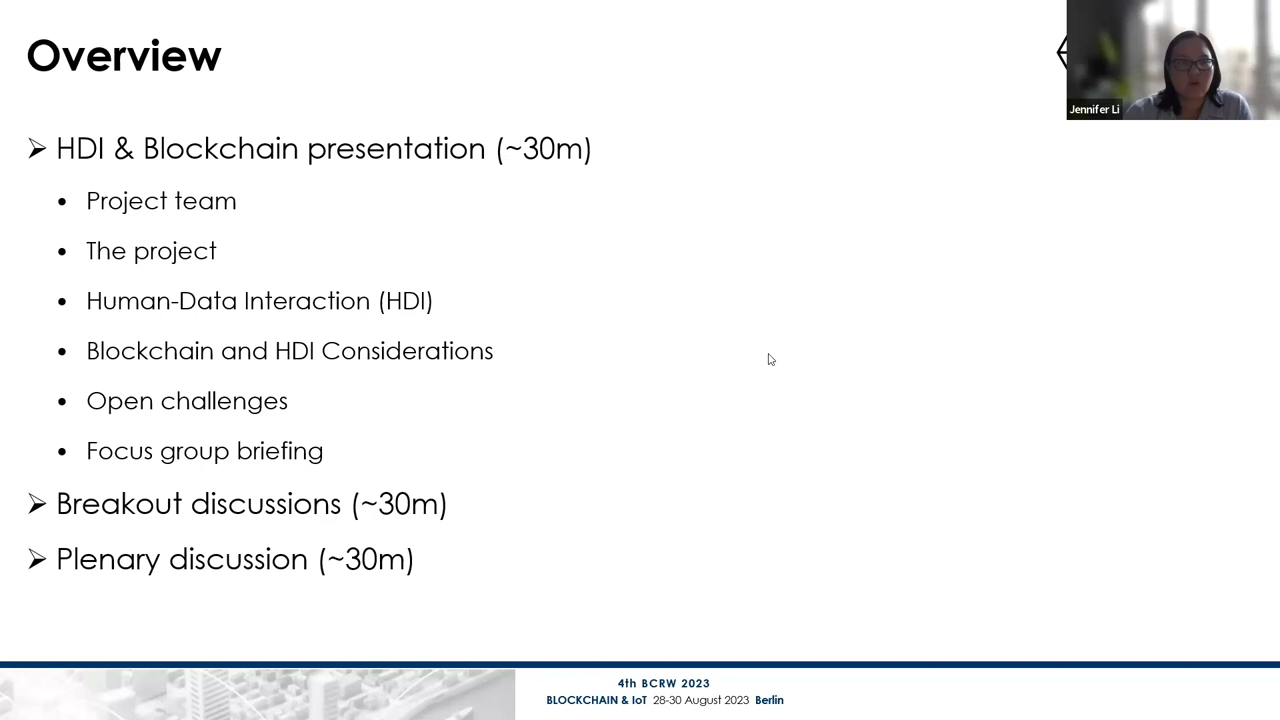 Overview
Jennifer Li
➢ HDI & Blockchain presentation (~30m)
• Project team
• The project
• Human-Data Interaction (HDI)
• Blockchain and HDI Considerations
• Open challenges
• Focus group briefing
➢ Breakout discussions (~30m)
➢ Plenary discussion (~30m)
4th BCRW 2023
BLOCKCHAIN & IoT 28-30 August 2023 Berlin